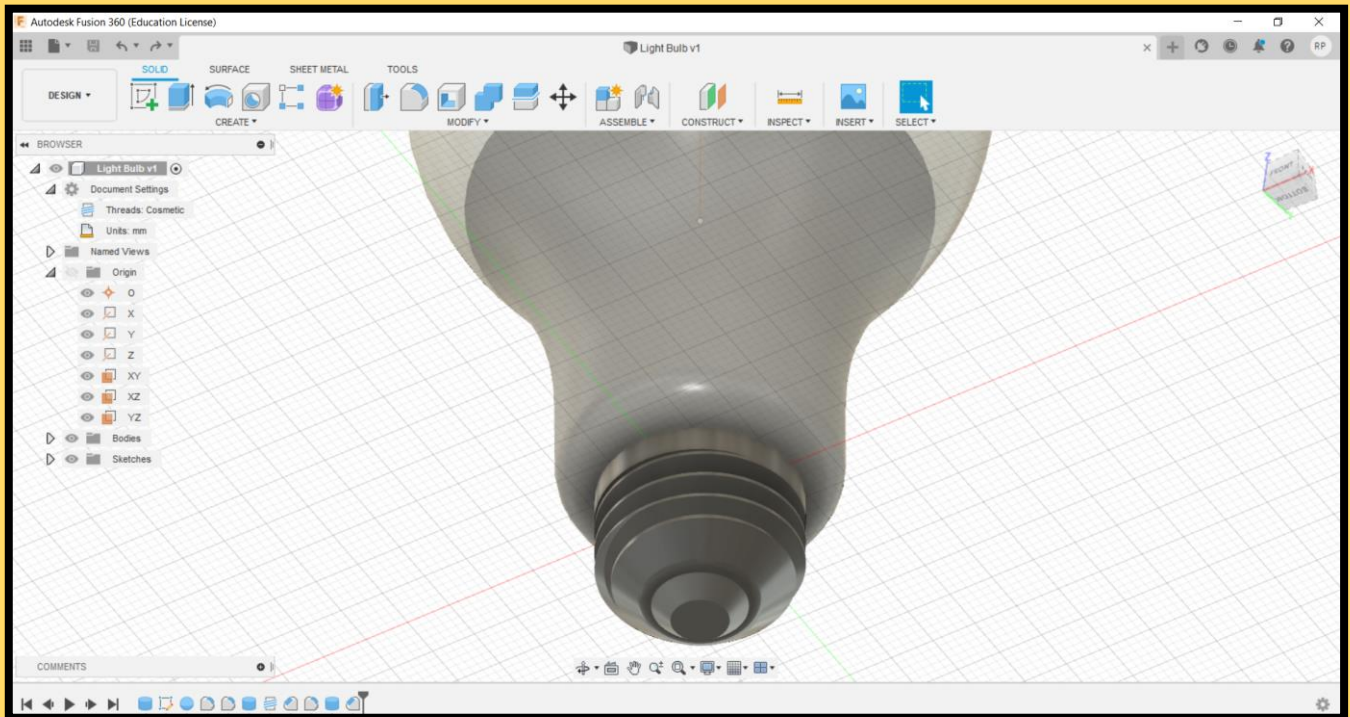 Autodesk Fusion 360 (Education License)
Light Bulb v1
RP
SOLID SURFACE SHEET METAL TOOLS
DESIGN
CREATE MODIFY ASSEMBLE CONSTRUCT INSPECT INSERT SELECT
BROWSER
Light Bulb v1
Document Settings
Threads: Cosmetic
Units: mm
Named Views
Origin
O
X
Y
Z
XY
XZ
YZ
Bodies
Sketches
Z
FRONT
X
BOTTOM
COMMENTS